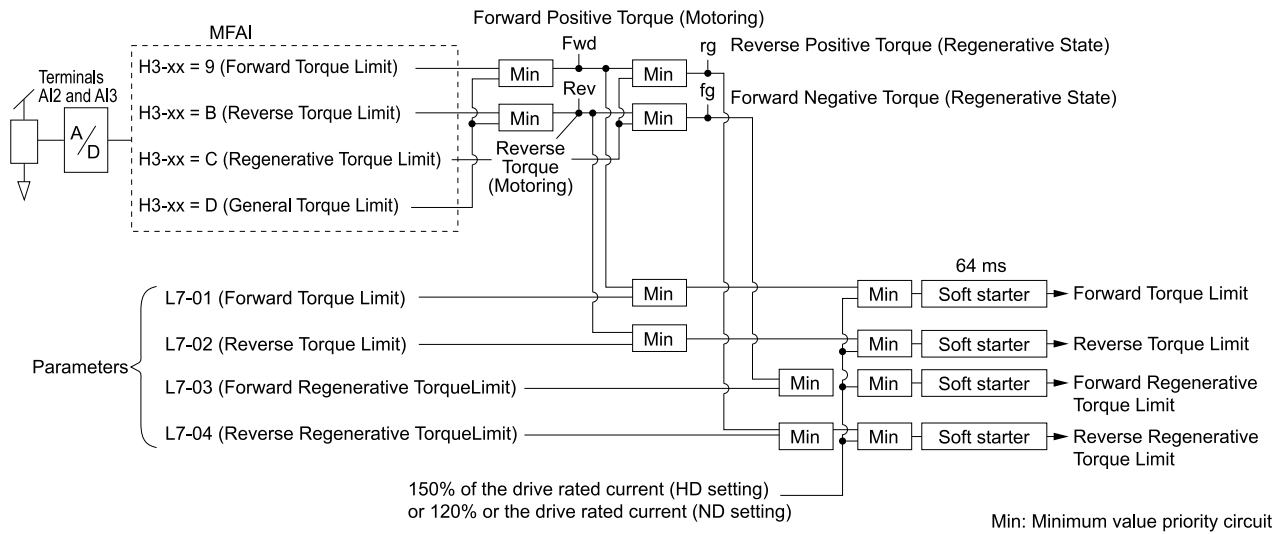 Forward Positive Torque (Motoring)
MFAI
Fwd
rg
Reverse Positive Torque (Regenerative State)
Terminals
AI2 and AI3
H3-xx = 9 (Forward Torque Limit)
Min
Min
Rev
fg
Forward Negative Torque (Regenerative State)
A/D
H3-xx = B (Reverse Torque Limit)
Min
Min
Reverse
Torque
(Motoring)
H3-xx = C (Regenerative Torque Limit)
H3-xx = D (General Torque Limit)
64 ms
Parameters
L7-01 (Forward Torque Limit)
Min
Min
Soft starter
Forward Torque Limit
L7-02 (Reverse Torque Limit)
Min
Min
Soft starter
Reverse Torque Limit
L7-03 (Forward Regenerative TorqueLimit)
Min
Min
Soft starter
Forward Regenerative
Torque Limit
L7-04 (Reverse Regenerative TorqueLimit)
Min
Min
Soft starter
Reverse Regenerative
Torque Limit
150% of the drive rated current (HD setting)
or 120% or the drive rated current (ND setting)
Min: Minimum value priority circuit